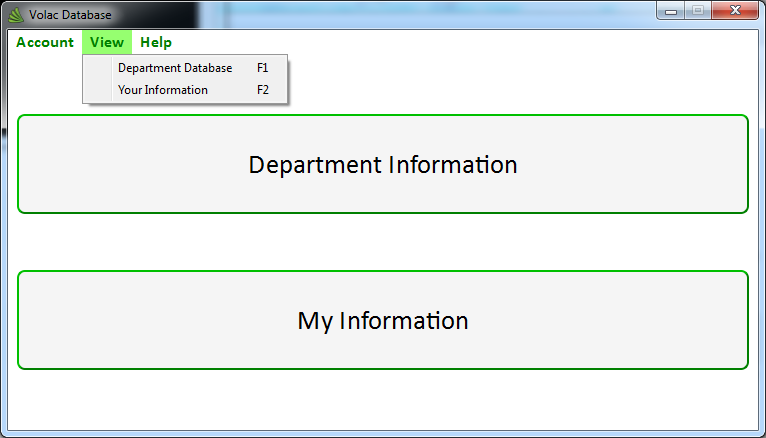 Volac Database
Account View Help
Department Database F1
Your Information F2
Department Information
My Information